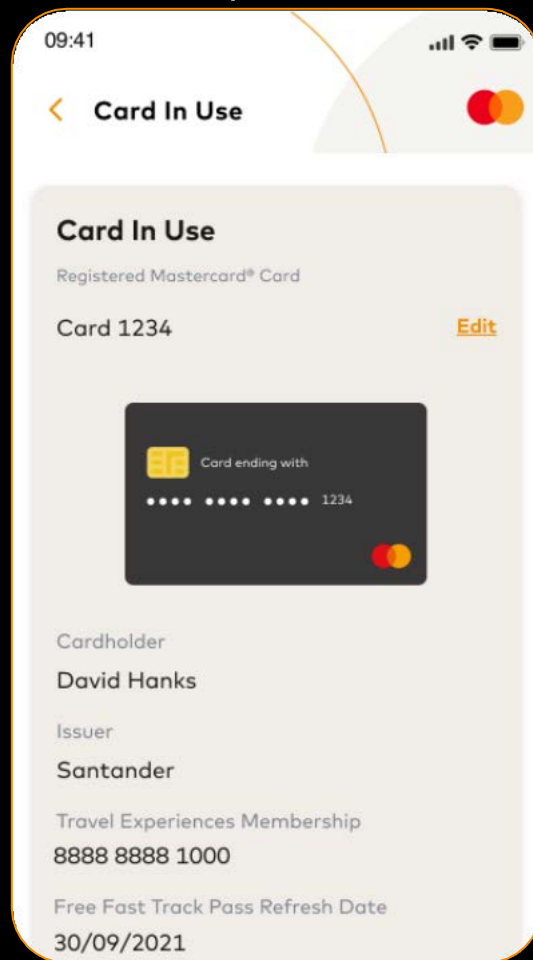 09:41
Card In Use
Card In Use
Registered Mastercard® Card
Card 1234
Edit
Card ending with
•••• •••• •••• 1234
Cardholder
David Hanks
Issuer
Santander
Travel Experiences Membership
8888 8888 1000
Free Fast Track Pass Refresh Date
30/09/2021